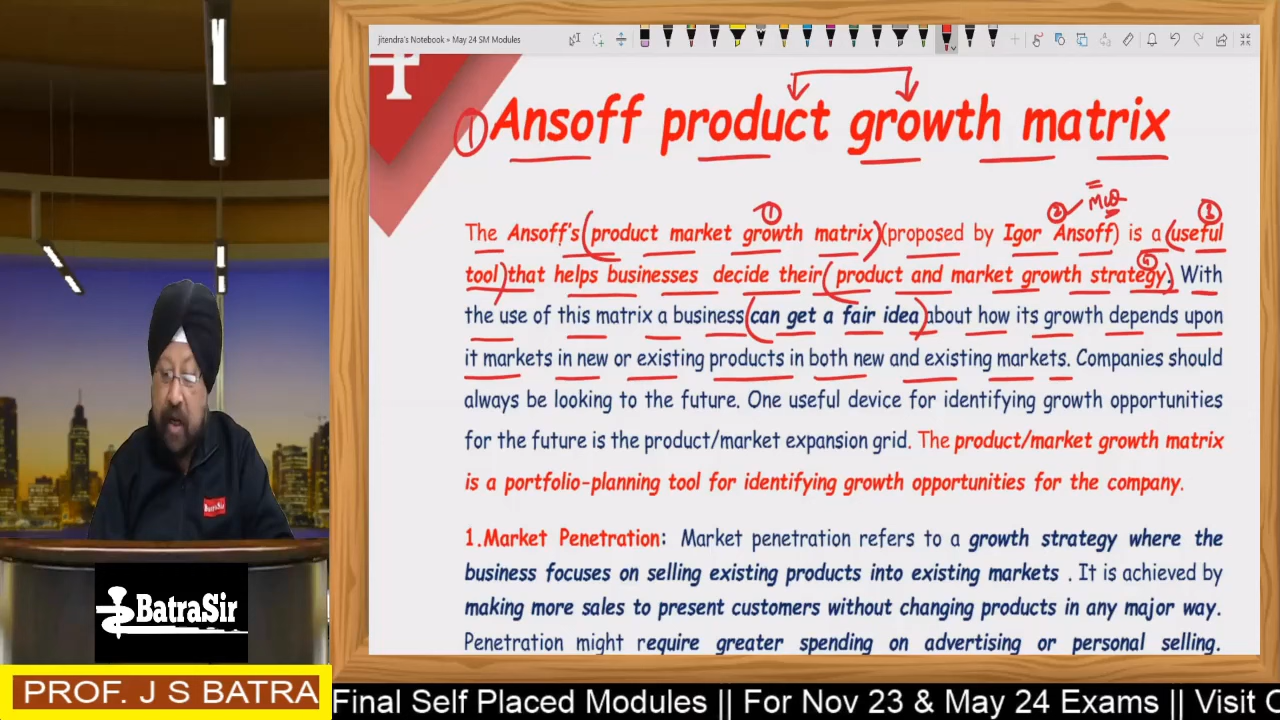 jitendra's Notebook » May 24 SM Modules
① Ansoff product growth matrix
① ② MCQ ③
The Ansoff's (product market growth matrix)(proposed by Igor Ansoff) is a (useful
tool) that helps businesses decide their (product and market growth strategy).
With
the use of this matrix a business (can get a fair idea) about how its growth depends upon
it markets in new or existing products in both new and existing markets. Companies should
always be looking to the future. One useful device for identifying growth opportunities
for the future is the product/market expansion grid. The product/market growth matrix
is a portfolio-planning tool for identifying growth opportunities for the company.
1.Market Penetration: Market penetration refers to a growth strategy where the
business focuses on selling existing products into existing markets . It is achieved by
making more sales to present customers without changing products in any major way.
Penetration might require greater spending on advertising or personal selling.
BatraSir
BatraSir
PROF. J S BATRA
Final Self Placed Modules || For Nov 23 & May 24 Exams || Visit